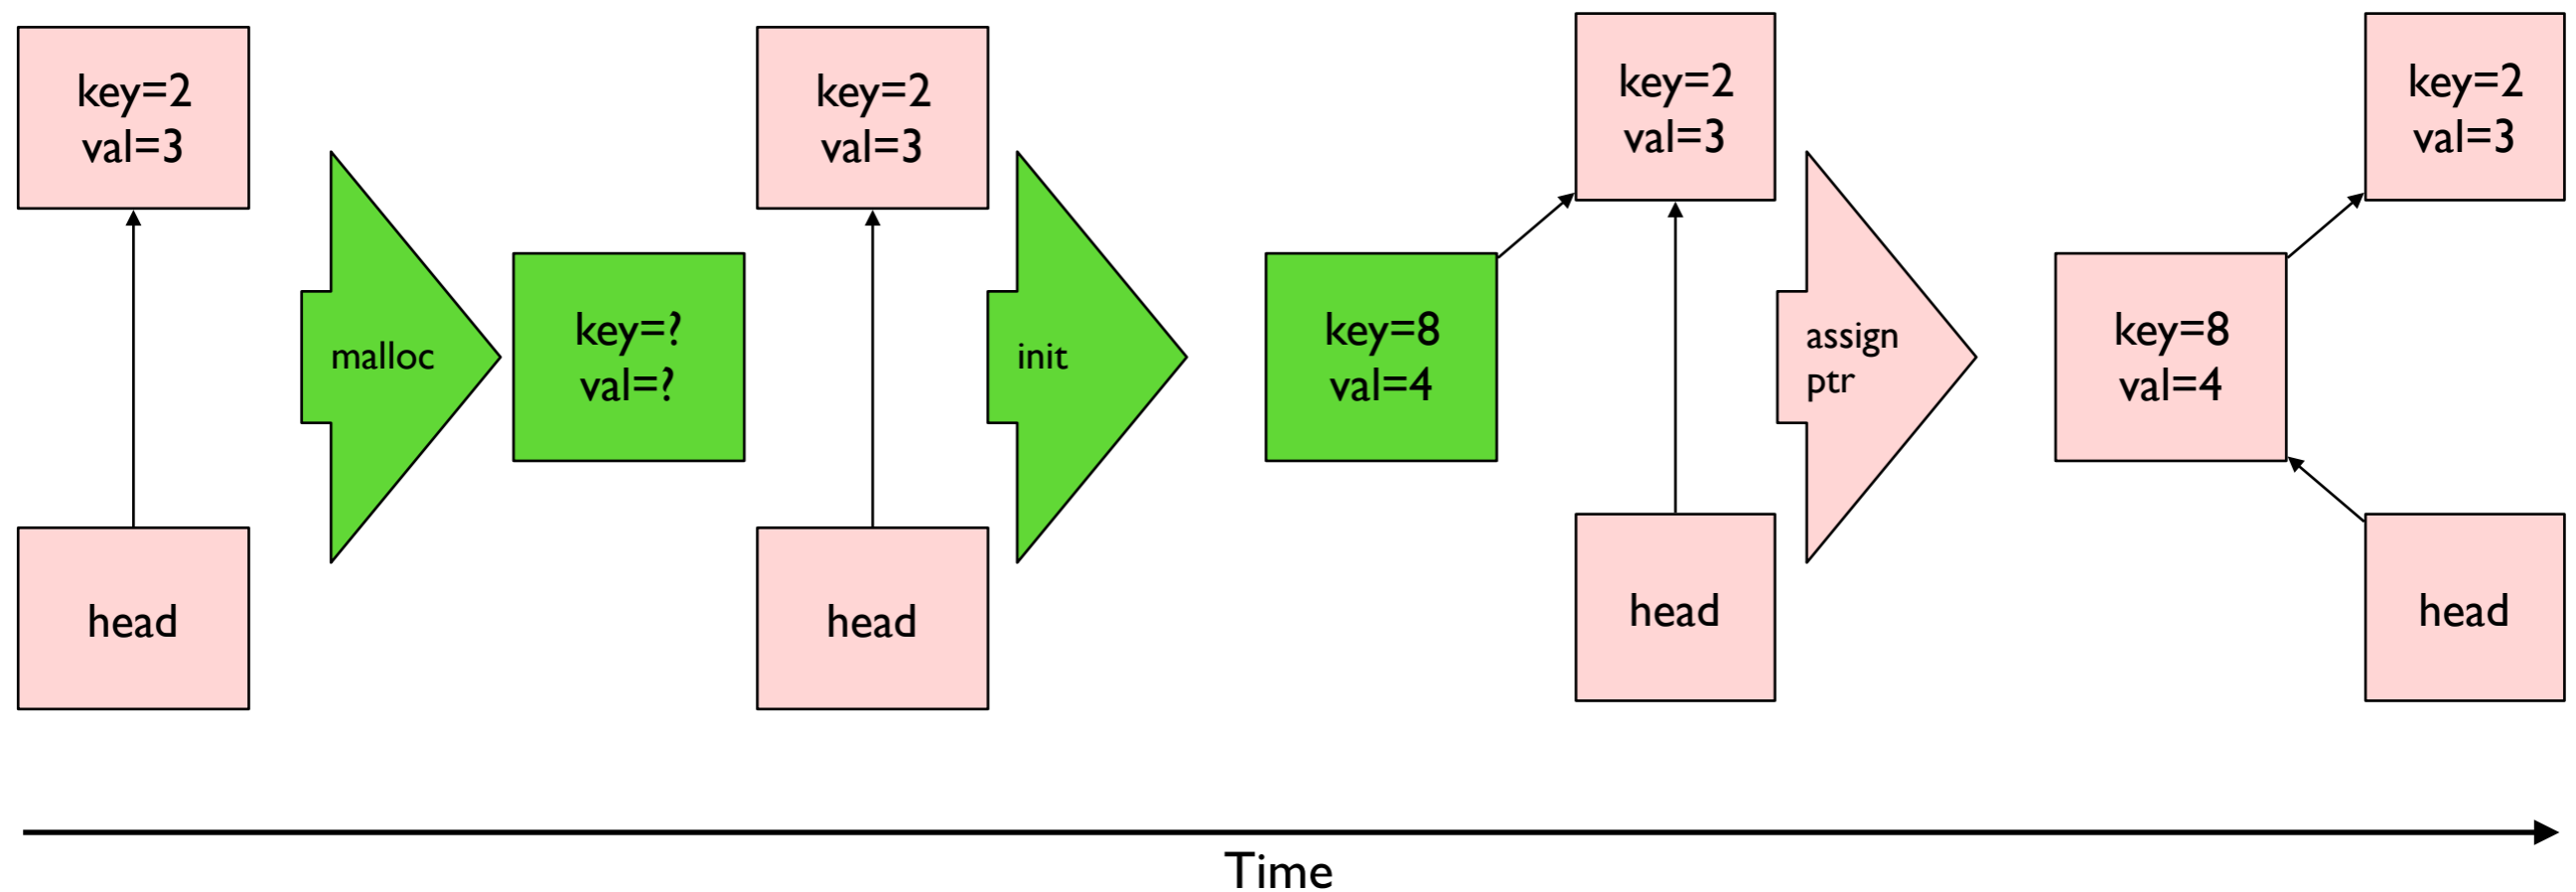 key=2
val=3
head
malloc
key=?
val=?
key=2
val=3
head
init
key=8
val=4
key=2
val=3
head
assign
ptr
key=8
val=4
key=2
val=3
head
Time